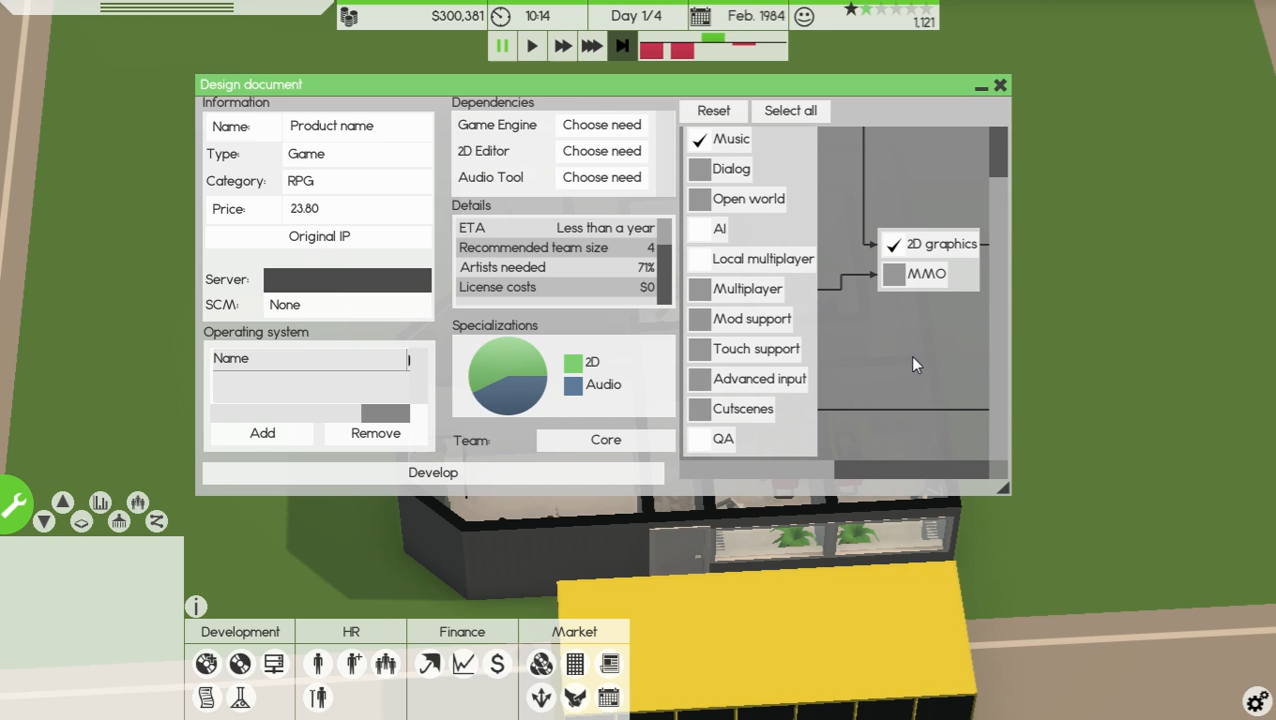 $300,381
10:14
Day 1/4
Feb. 1984
1,121
Design document
Information
Name: Product name
Type: Game
Category: RPG
Price: 23.80
Original IP
Server:
SCM: None
Operating system
Name
Add
Remove
Develop
Dependencies
Game Engine Choose need
2D Editor Choose need
Audio Tool Choose need
Details
ETA Less than a year
Recommended team size 4
Artists needed 71%
License costs $0
Specializations
2D
Audio
Team: Core
Reset
Select all
Music
Dialog
Open world
AI
Local multiplayer
Multiplayer
Mod support
Touch support
Advanced input
Cutscenes
QA
2D graphics
MMO
i
Development
HR
Finance
Market